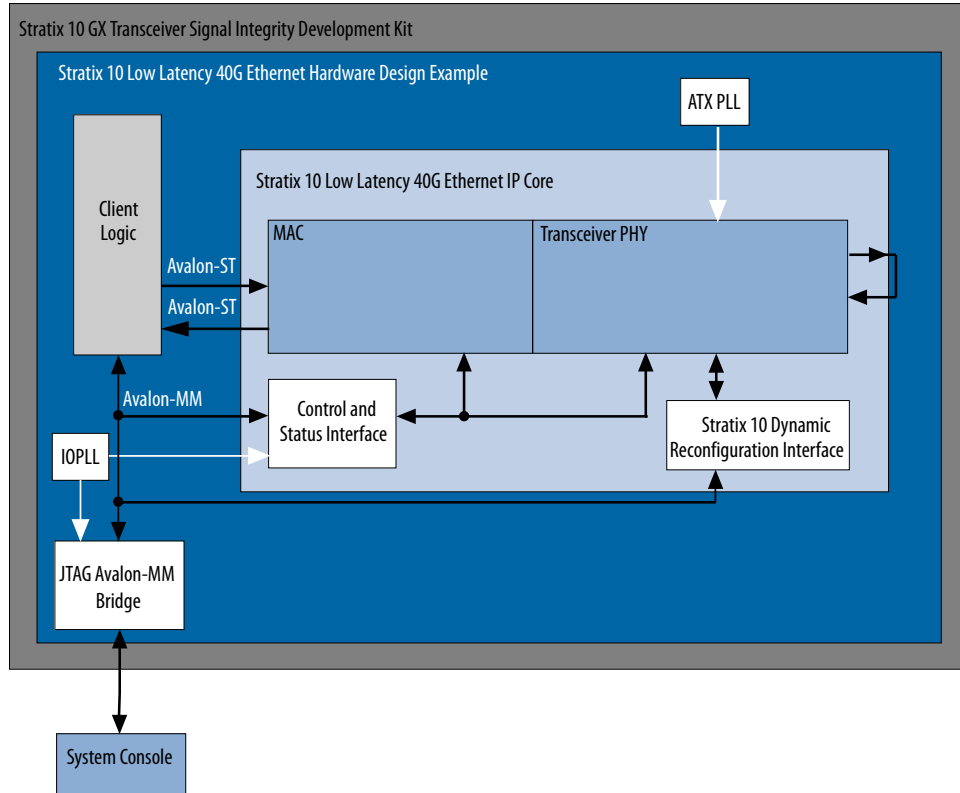 Stratix 10 GX Transceiver Signal Integrity Development Kit
Stratix 10 Low Latency 40G Ethernet Hardware Design Example
ATX PLL
Client
Logic
Stratix 10 Low Latency 40G Ethernet IP Core
MAC
Transceiver PHY
Avalon-ST
Avalon-ST
Avalon-MM
Control and
Status Interface
Stratix 10 Dynamic
Reconfiguration Interface
IOPLL
JTAG Avalon-MM
Bridge
System Console